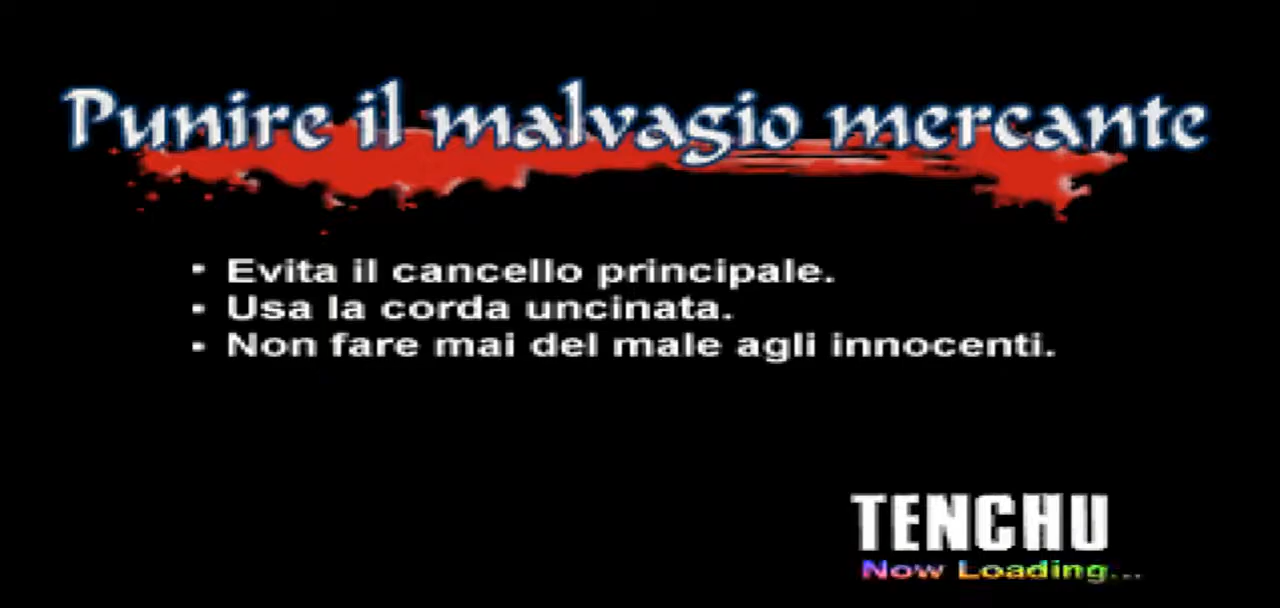 Punire il malvagio mercante
▪ Evita il cancello principale.
▪ Usa la corda uncinata.
▪ Non fare mai del male agli innocenti.
TENCHU
Now Loading...